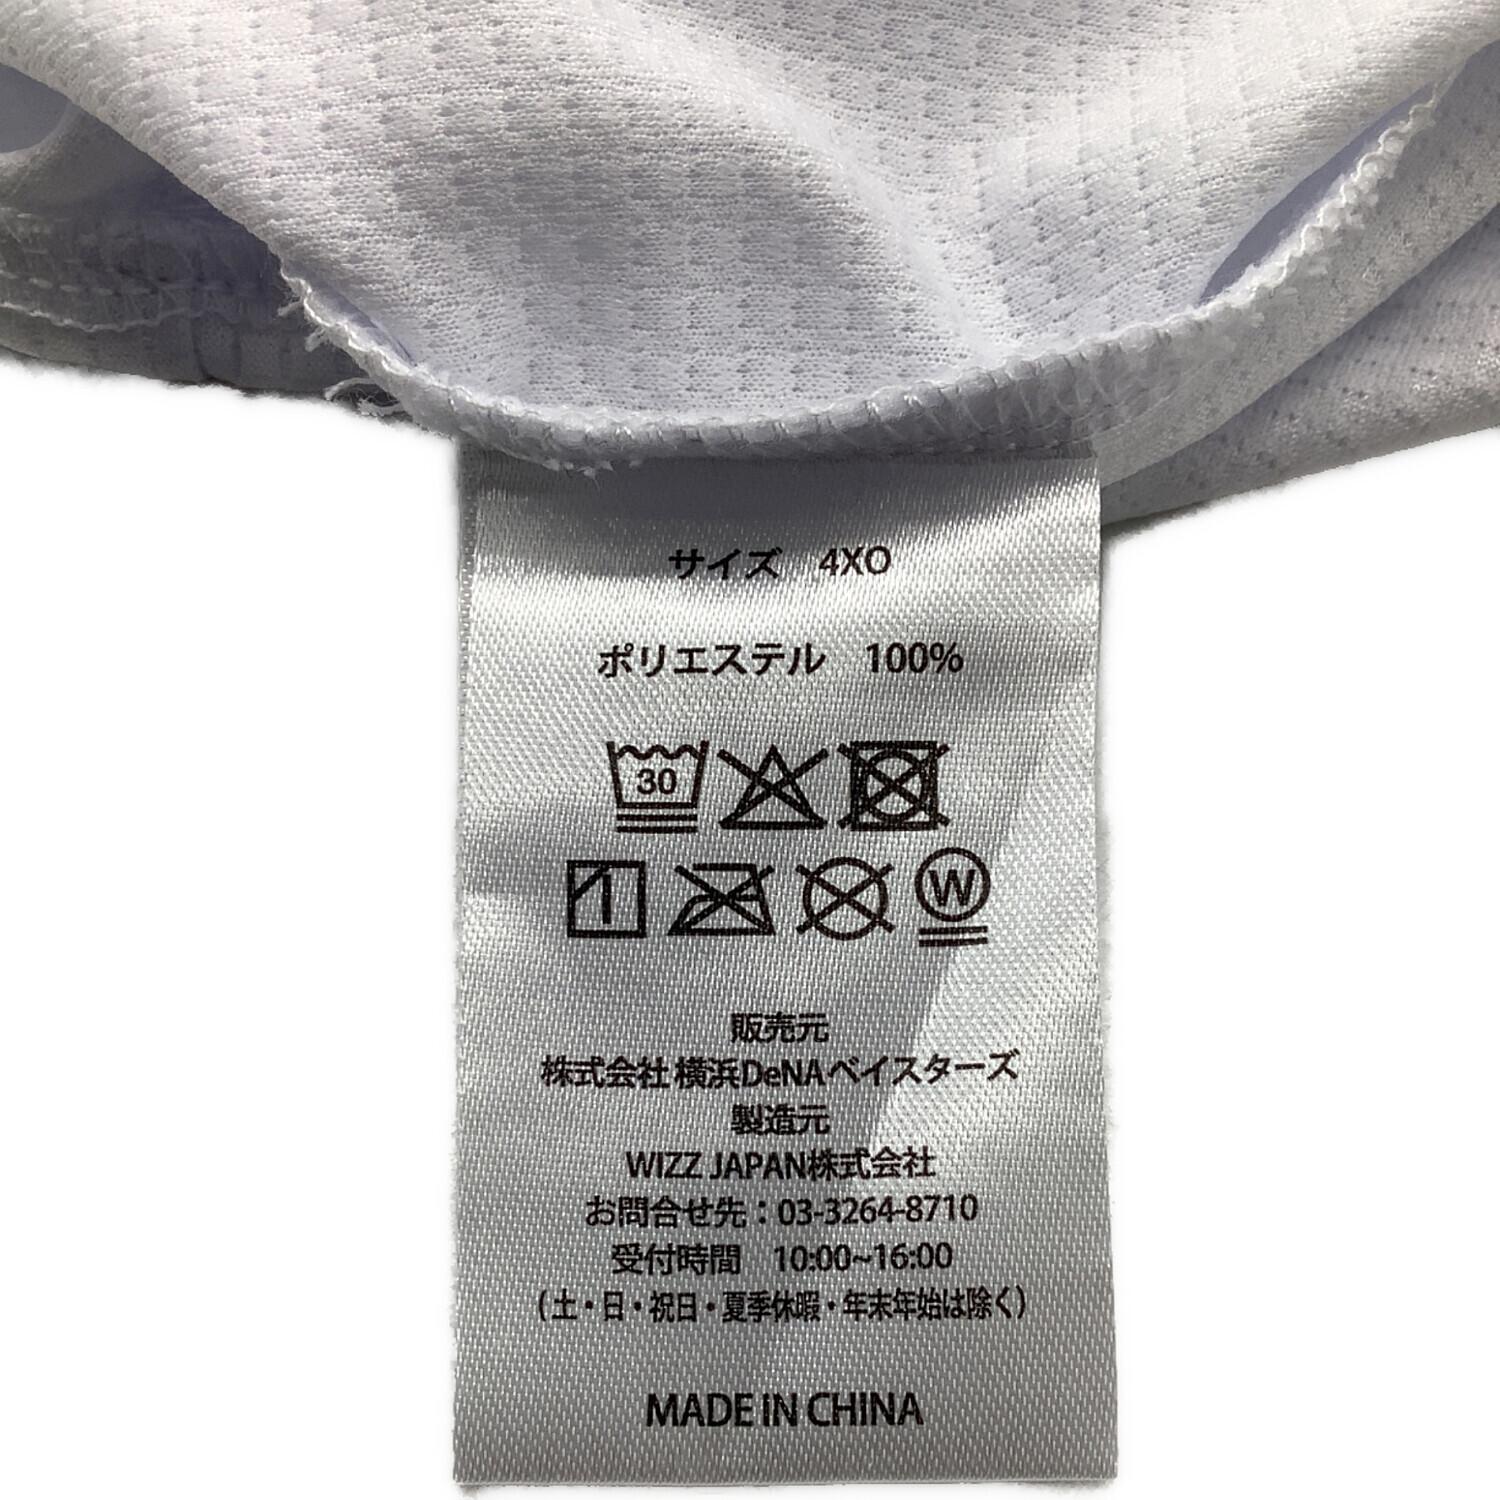 サイズ 4XO
ポリエステル 100%
30
W
販売元
株式会社 横浜DeNAベイスターズ
製造元
WIZZ JAPAN株式会社
お問合せ先：03-3264-8710
受付時間 10:00~16:00
（土・日・祝日・夏季休暇・年末年始は除く）
MADE IN CHINA